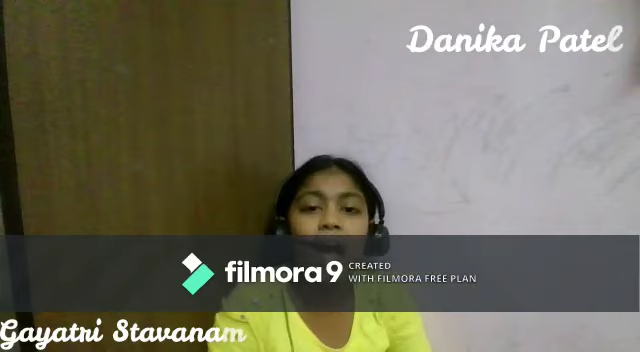 Danika Patel
filmora9 CREATED
WITH FILMORA FREE PLAN
Gayatri Stavanam